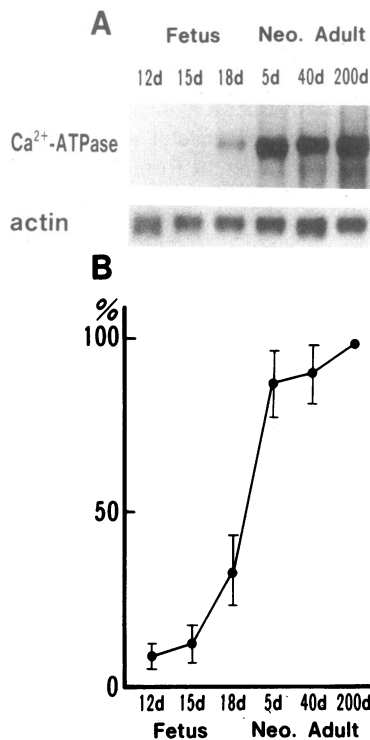 A
Fetus Neo. Adult
12d 15d 18d 5d 40d 200d
Ca²⁺-ATPase
actin
B
%
100
50
0
12d 15d 18d 5d 40d 200d
Fetus Neo. Adult